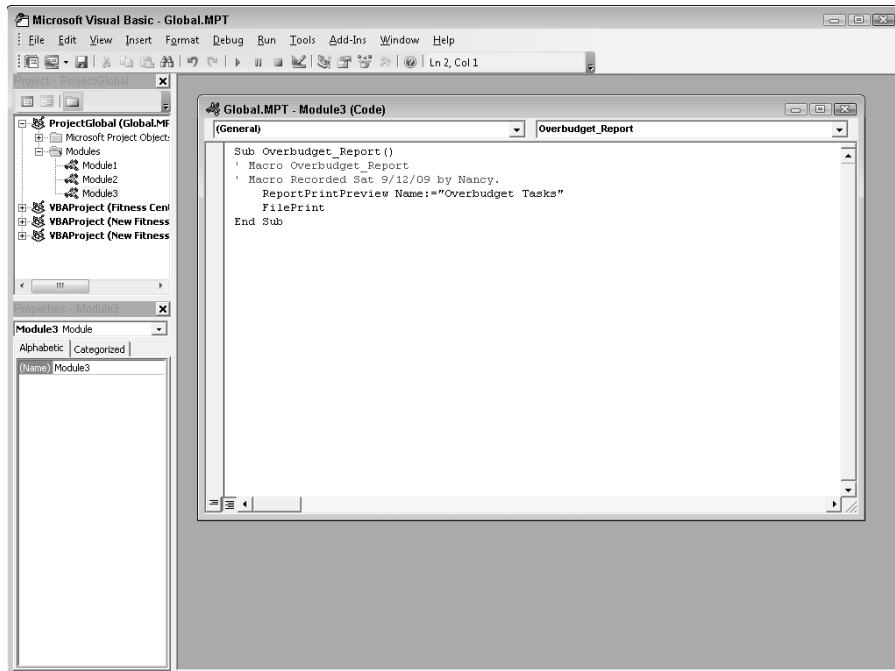 Microsoft Visual Basic - Global.MPT
File Edit View Insert Format Debug Run Tools Add-Ins Window Help
Ln 2, Col 1
Project - ProjectGlobal
ProjectGlobal (Global.MP
Microsoft Project Objects
Modules
Module1
Module2
Module3
VBAProject (Fitness Cen
VBAProject (New Fitness
VBAProject (New Fitness
Properties - Module3
Module3 Module
Alphabetic Categorized
(Name) Module3
Global.MPT - Module3 (Code)
(General) Overbudget_Report
Sub Overbudget_Report()
' Macro Overbudget_Report
' Macro Recorded Sat 9/12/09 by Nancy.
ReportPrintPreview Name:="Overbudget Tasks"
FilePrint
End Sub